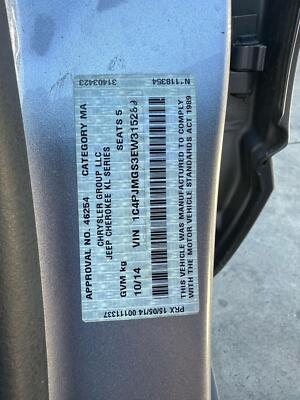 31403423 N°118354
APPROVAL NO. 46254 CATEGORY MA
CHRYSLER GROUP LLC
JEEP CHEROKEE KL SERIES
GVM kg SEATS 5
10/14 VIN 1C4PJMGS3EW315289
THIS VEHICLE WAS MANUFACTURED TO COMPLY
WITH THE MOTOR VEHICLE STANDARDS ACT 1989
PRX 15/05/14 00111337